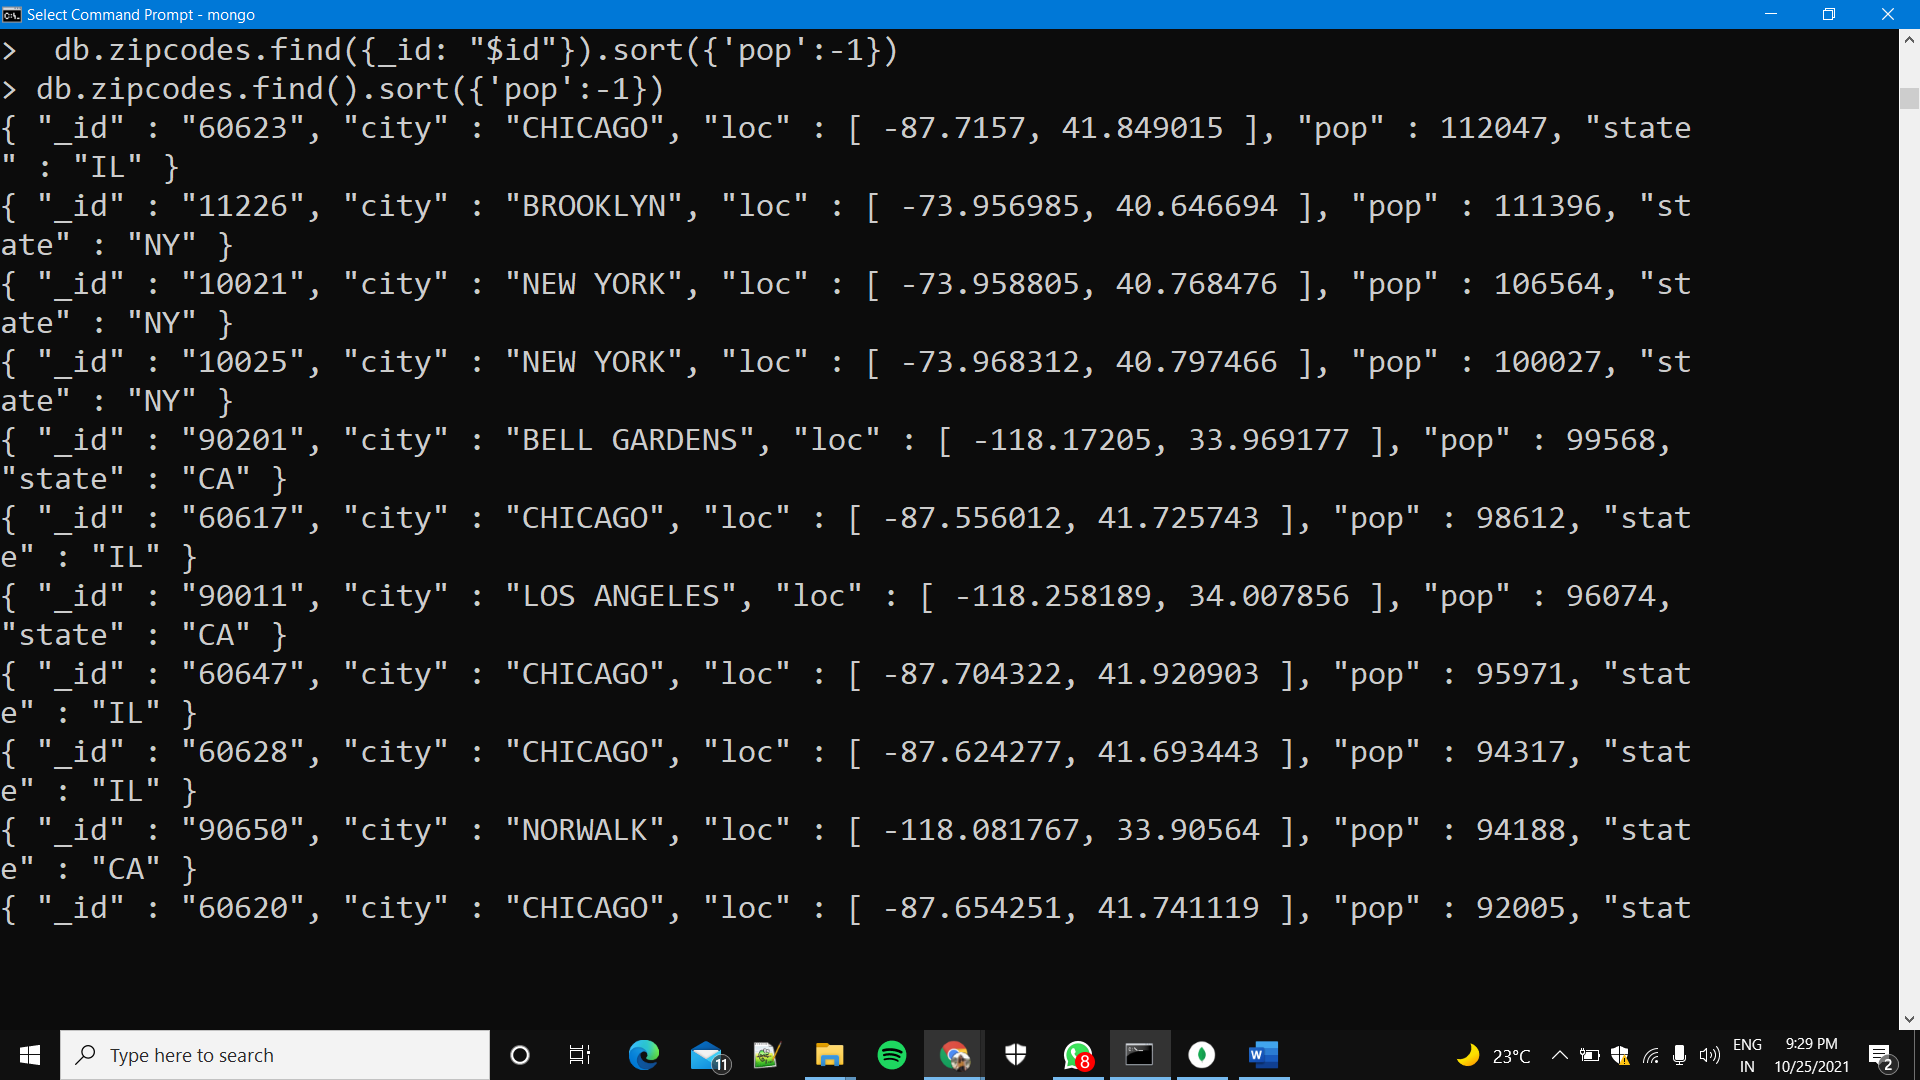 Select Command Prompt - mongo
>  db.zipcodes.find({_id: "$id"}).sort({'pop':-1})
> db.zipcodes.find().sort({'pop':-1})
{ "_id" : "60623", "city" : "CHICAGO", "loc" : [ -87.7157, 41.849015 ], "pop" : 112047, "state
" : "IL" }
{ "_id" : "11226", "city" : "BROOKLYN", "loc" : [ -73.956985, 40.646694 ], "pop" : 111396, "st
ate" : "NY" }
{ "_id" : "10021", "city" : "NEW YORK", "loc" : [ -73.958805, 40.768476 ], "pop" : 106564, "st
ate" : "NY" }
{ "_id" : "10025", "city" : "NEW YORK", "loc" : [ -73.968312, 40.797466 ], "pop" : 100027, "st
ate" : "NY" }
{ "_id" : "90201", "city" : "BELL GARDENS", "loc" : [ -118.17205, 33.969177 ], "pop" : 99568,
"state" : "CA" }
{ "_id" : "60617", "city" : "CHICAGO", "loc" : [ -87.556012, 41.725743 ], "pop" : 98612, "stat
e" : "IL" }
{ "_id" : "90011", "city" : "LOS ANGELES", "loc" : [ -118.258189, 34.007856 ], "pop" : 96074,
"state" : "CA" }
{ "_id" : "60647", "city" : "CHICAGO", "loc" : [ -87.704322, 41.920903 ], "pop" : 95971, "stat
e" : "IL" }
{ "_id" : "60628", "city" : "CHICAGO", "loc" : [ -87.624277, 41.693443 ], "pop" : 94317, "stat
e" : "IL" }
{ "_id" : "90650", "city" : "NORWALK", "loc" : [ -118.081767, 33.90564 ], "pop" : 94188, "stat
e" : "CA" }
{ "_id" : "60620", "city" : "CHICAGO", "loc" : [ -87.654251, 41.741119 ], "pop" : 92005, "stat
Type here to search
11
8
W
23°C
ENG
IN
9:29 PM
10/25/2021
2